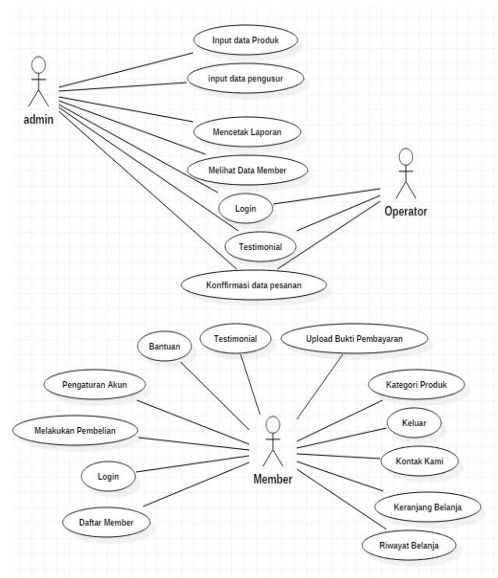 Input data Produk
input data pengusur
admin
Mencetak Laporan
Melihat Data Member
Login
Operator
Testimonial
Konffirmasi data pesanan
Testimonial
Upload Bukti Pembayaran
Bantuan
Pengaturan Akun
Kategori Produk
Keluar
Melakukan Pembelian
Kontak Kami
Login
Member
Keranjang Belanja
Daftar Member
Riwayat Belanja